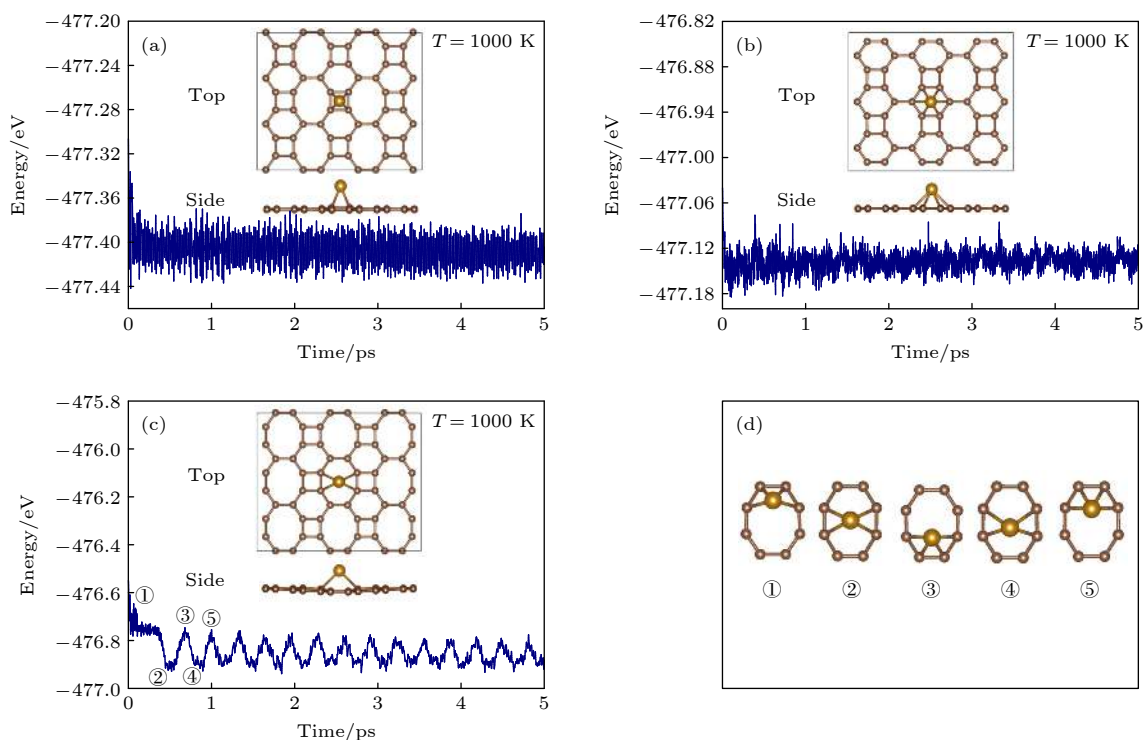 (a)
T = 1000 K
Top
Side
Energy/eV
−477.20
−477.24
−477.28
−477.32
−477.36
−477.40
−477.44
0 1 2 3 4 5
Time/ps
(b)
T = 1000 K
Top
Side
Energy/eV
−476.82
−476.88
−476.94
−477.00
−477.06
−477.12
−477.18
0 1 2 3 4 5
Time/ps
(c)
T = 1000 K
Top
Side
Energy/eV
−475.8
−476.0
−476.2
−476.4
−476.6
−476.8
−477.0
① ③ ⑤
② ④
0 1 2 3 4 5
Time/ps
(d)
① ② ③ ④ ⑤